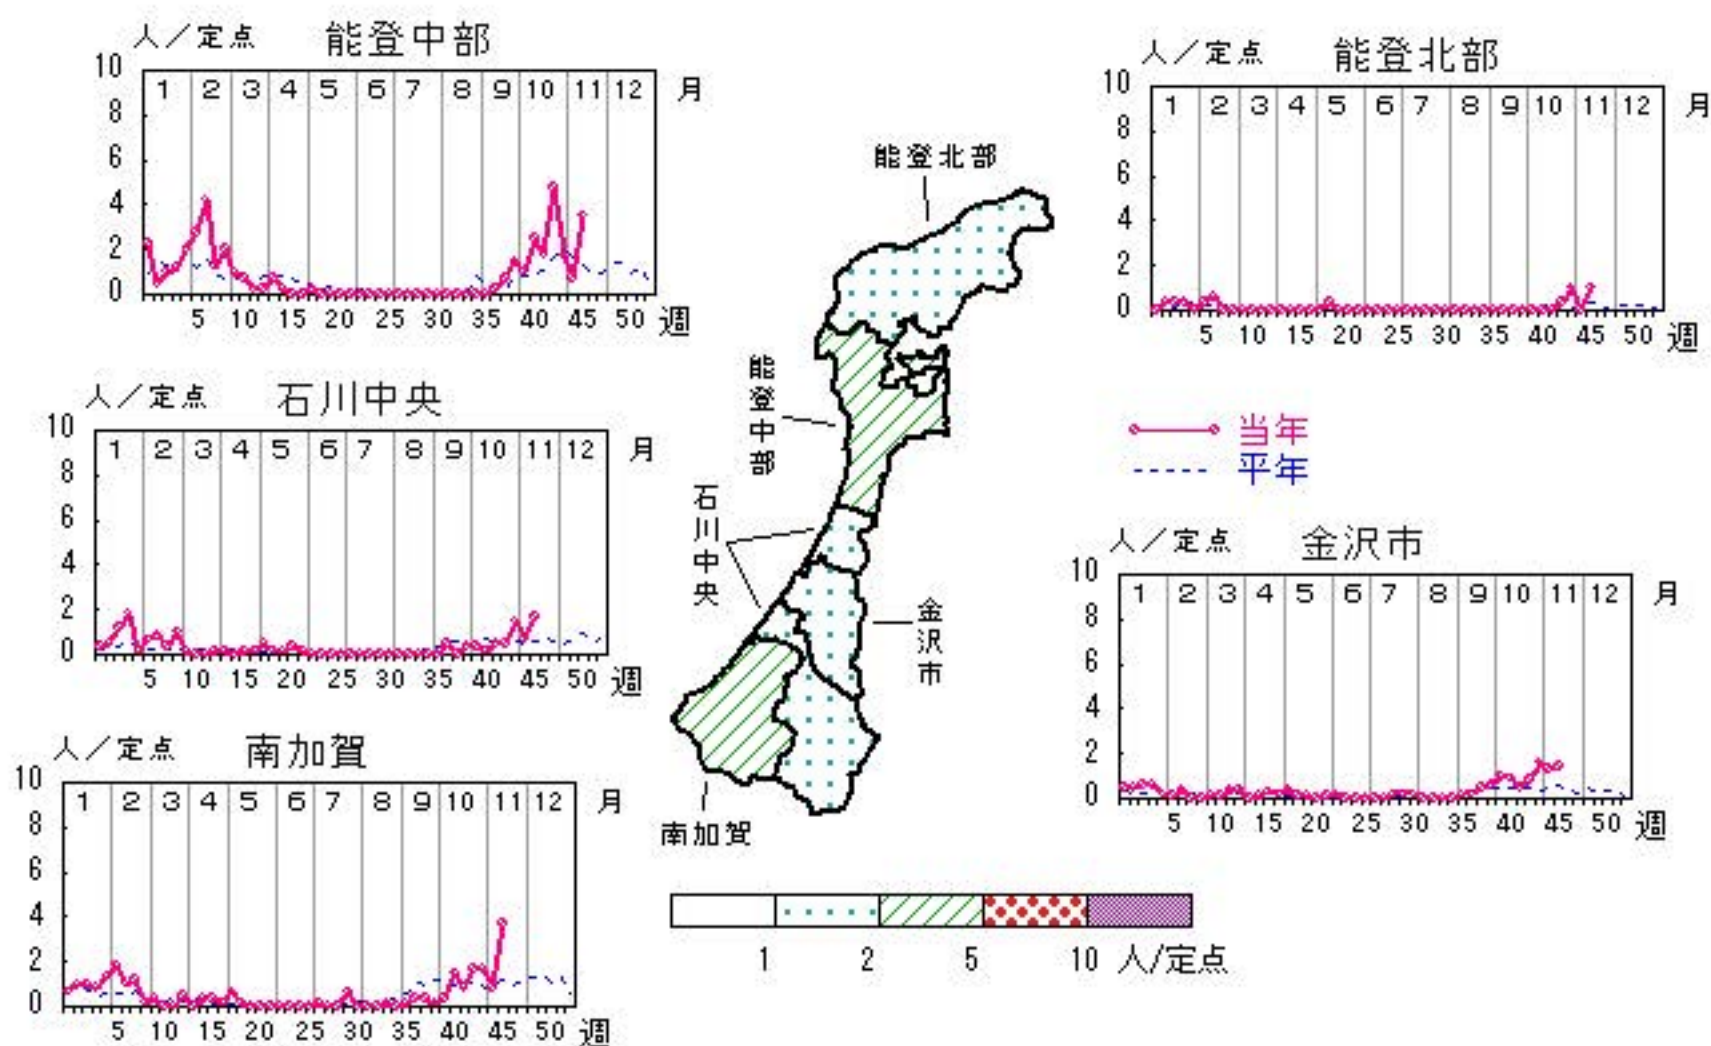 人／定点 能登中部
10 8 6 4 2 0
1 2 3 4 5 6 7 8 9 10 11 12 月
5 10 15 20 25 30 35 40 45 50 週
人／定点 能登北部
10 8 6 4 2 0
1 2 3 4 5 6 7 8 9 10 11 12 月
5 10 15 20 25 30 35 40 45 50 週
人／定点 石川中央
10 8 6 4 2 0
1 2 3 4 5 6 7 8 9 10 11 12 月
5 10 15 20 25 30 35 40 45 50 週
能登北部
能登中部
石川中央
金沢市
南加賀
当年
平年
人／定点 金沢市
10 8 6 4 2 0
1 2 3 4 5 6 7 8 9 10 11 12 月
5 10 15 20 25 30 35 40 45 50 週
人／定点 南加賀
10 8 6 4 2 0
1 2 3 4 5 6 7 8 9 10 11 12 月
5 10 15 20 25 30 35 40 45 50 週
1 2 5 10 人/定点